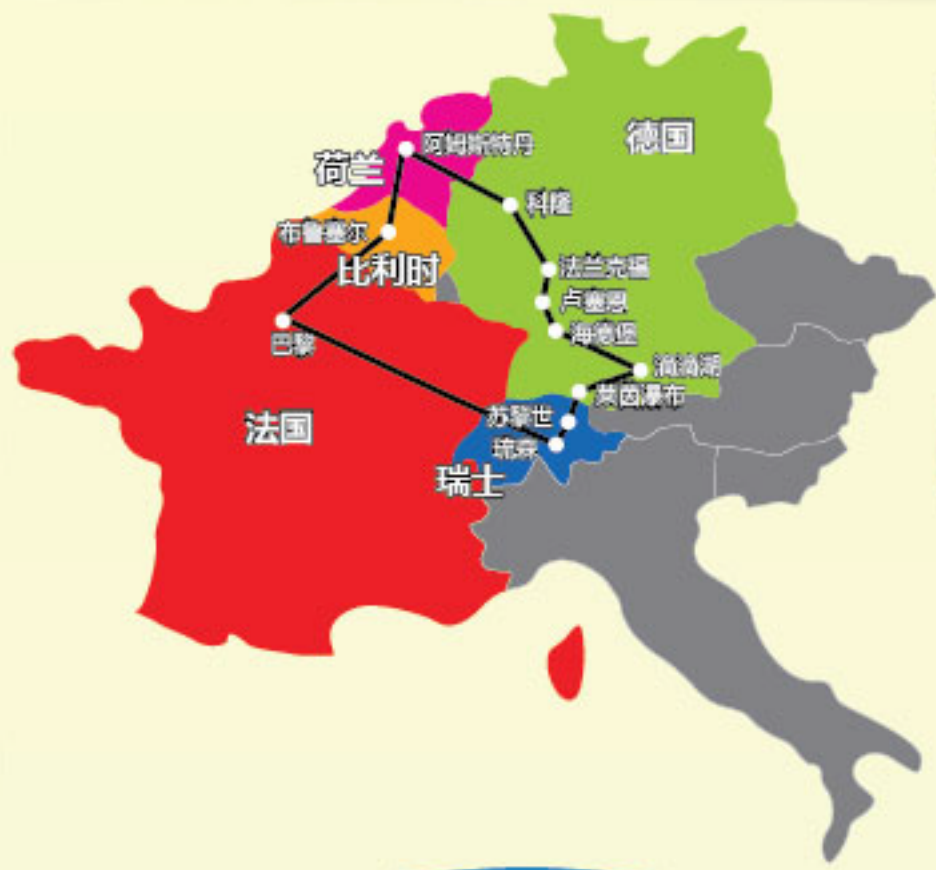 德国
阿姆斯特丹
荷兰
科隆
布鲁塞尔
比利时
法兰克福
卢塞恩
海德堡
巴黎
滴滴湖
莱茵瀑布
苏黎世
法国
琉森
瑞士